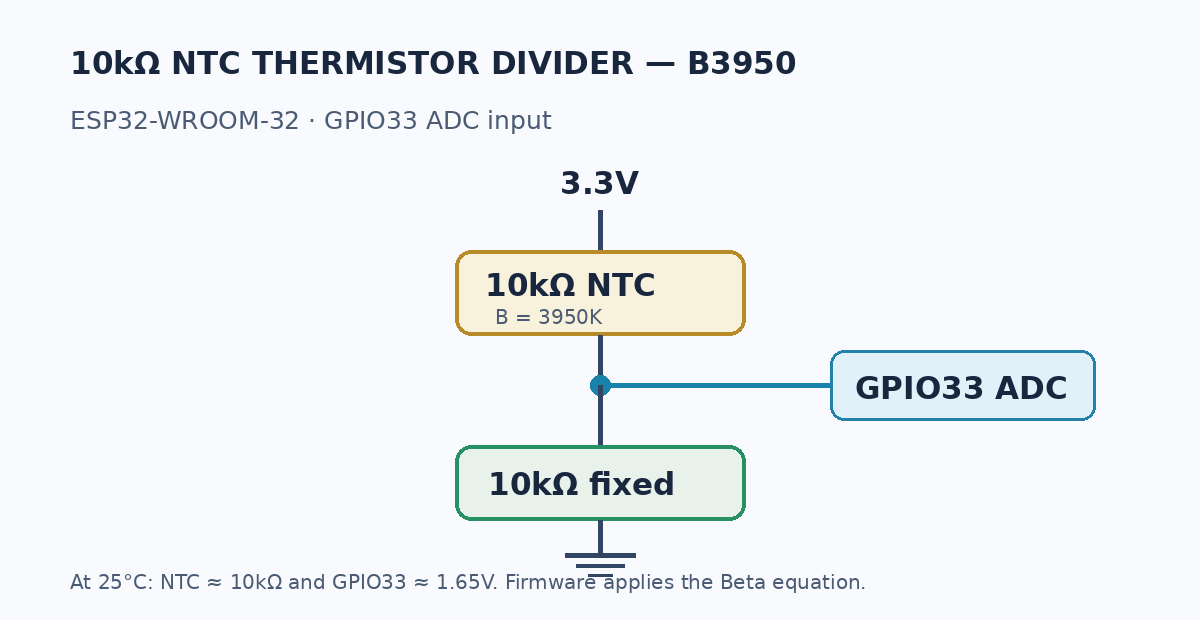 10kΩ NTC THERMISTOR DIVIDER — B3950
ESP32-WROOM-32 · GPIO33 ADC input
3.3V
10kΩ NTC
B = 3950K
GPIO33 ADC
10kΩ fixed
At 25°C: NTC ≈ 10kΩ and GPIO33 ≈ 1.65V. Firmware applies the Beta equation.